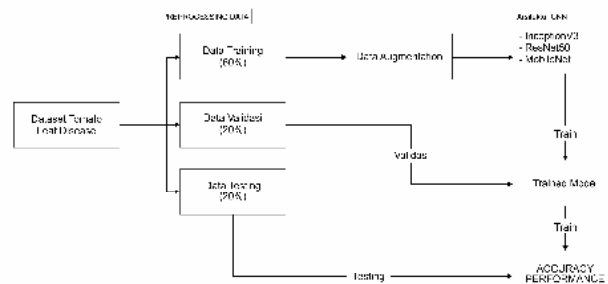 PREPROCESSING DATA
Arsitektur CNN
Data Training
(60%)
Data Augmentation
- InceptionV3
- ResNet50
- MobileNet
Dataset Tomato
Leaf Disease
Data Validasi
(20%)
Train
Validas
Data Testing
(20%)
Trained Model
Train
Testing
ACCURACY
PERFORMANCE